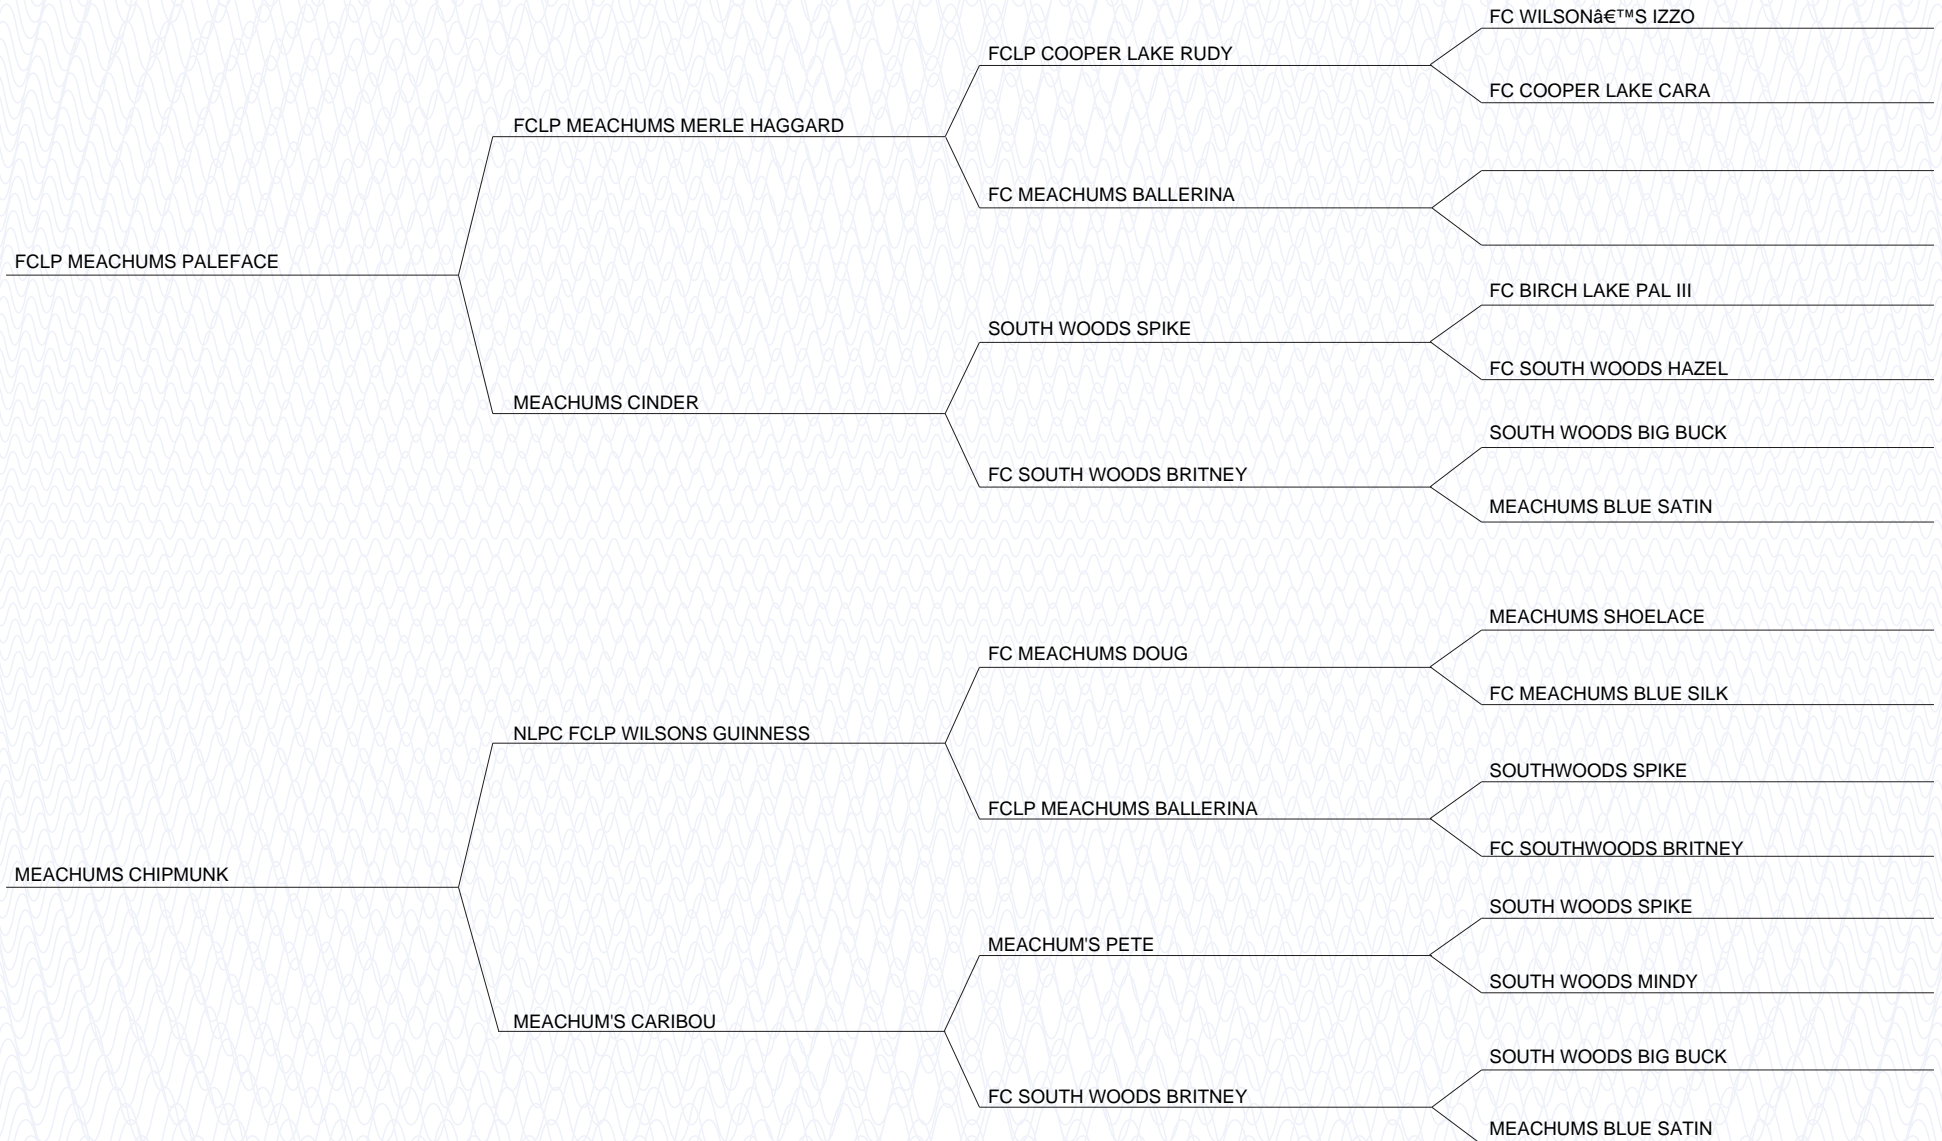 FC WILSONâ€™S IZZO
FCLP COOPER LAKE RUDY
FC COOPER LAKE CARA
FCLP MEACHUMS MERLE HAGGARD
FC MEACHUMS BALLERINA
FCLP MEACHUMS PALEFACE
FC BIRCH LAKE PAL III
SOUTH WOODS SPIKE
FC SOUTH WOODS HAZEL
MEACHUMS CINDER
SOUTH WOODS BIG BUCK
FC SOUTH WOODS BRITNEY
MEACHUMS BLUE SATIN
MEACHUMS SHOELACE
FC MEACHUMS DOUG
FC MEACHUMS BLUE SILK
NLPC FCLP WILSONS GUINNESS
SOUTHWOODS SPIKE
FCLP MEACHUMS BALLERINA
FC SOUTHWOODS BRITNEY
MEACHUMS CHIPMUNK
SOUTH WOODS SPIKE
MEACHUM'S PETE
SOUTH WOODS MINDY
MEACHUM'S CARIBOU
SOUTH WOODS BIG BUCK
FC SOUTH WOODS BRITNEY
MEACHUMS BLUE SATIN